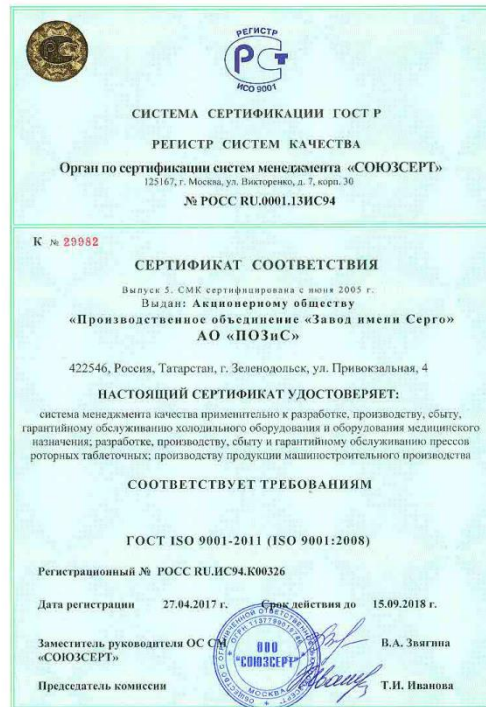 РЕГИСТР
РСТ
ИСО 9001
СИСТЕМА СЕРТИФИКАЦИИ ГОСТ Р
РЕГИСТР СИСТЕМ КАЧЕСТВА
Орган по сертификации систем менеджмента «СОЮЗСЕРТ»
125167, г. Москва, ул. Викторенко, д. 7, корп. 30
№ РОСС RU.0001.13ИС94
К № 29982
СЕРТИФИКАТ СООТВЕТСТВИЯ
Выпуск 5. СМК сертифицирована с июня 2005 г.
Выдан: Акционерному обществу
«Производственное объединение «Завод имени Серго»
АО «ПОЗиС»
422546, Россия, Татарстан, г. Зеленодольск, ул. Привокзальная, 4
НАСТОЯЩИЙ СЕРТИФИКАТ УДОСТОВЕРЯЕТ:
система менеджмента качества применительно к разработке, производству, сбыту,
гарантийному обслуживанию холодильного оборудования и оборудования медицинского
назначения; разработке, производству, сбыту и гарантийному обслуживанию прессов
роторных таблеточных; производству продукции машиностроительного производства
СООТВЕТСТВУЕТ ТРЕБОВАНИЯМ
ГОСТ ISO 9001-2011 (ISO 9001:2008)
Регистрационный № РОСС RU.ИС94.К00326
Дата регистрации 27.04.2017 г. Срок действия до 15.09.2018 г.
Заместитель руководителя ОС СМ
«СОЮЗСЕРТ»
В.А. Звягина
ООО
"СОЮЗСЕРТ"
МОСКВА
Председатель комиссии Т.И. Иванова